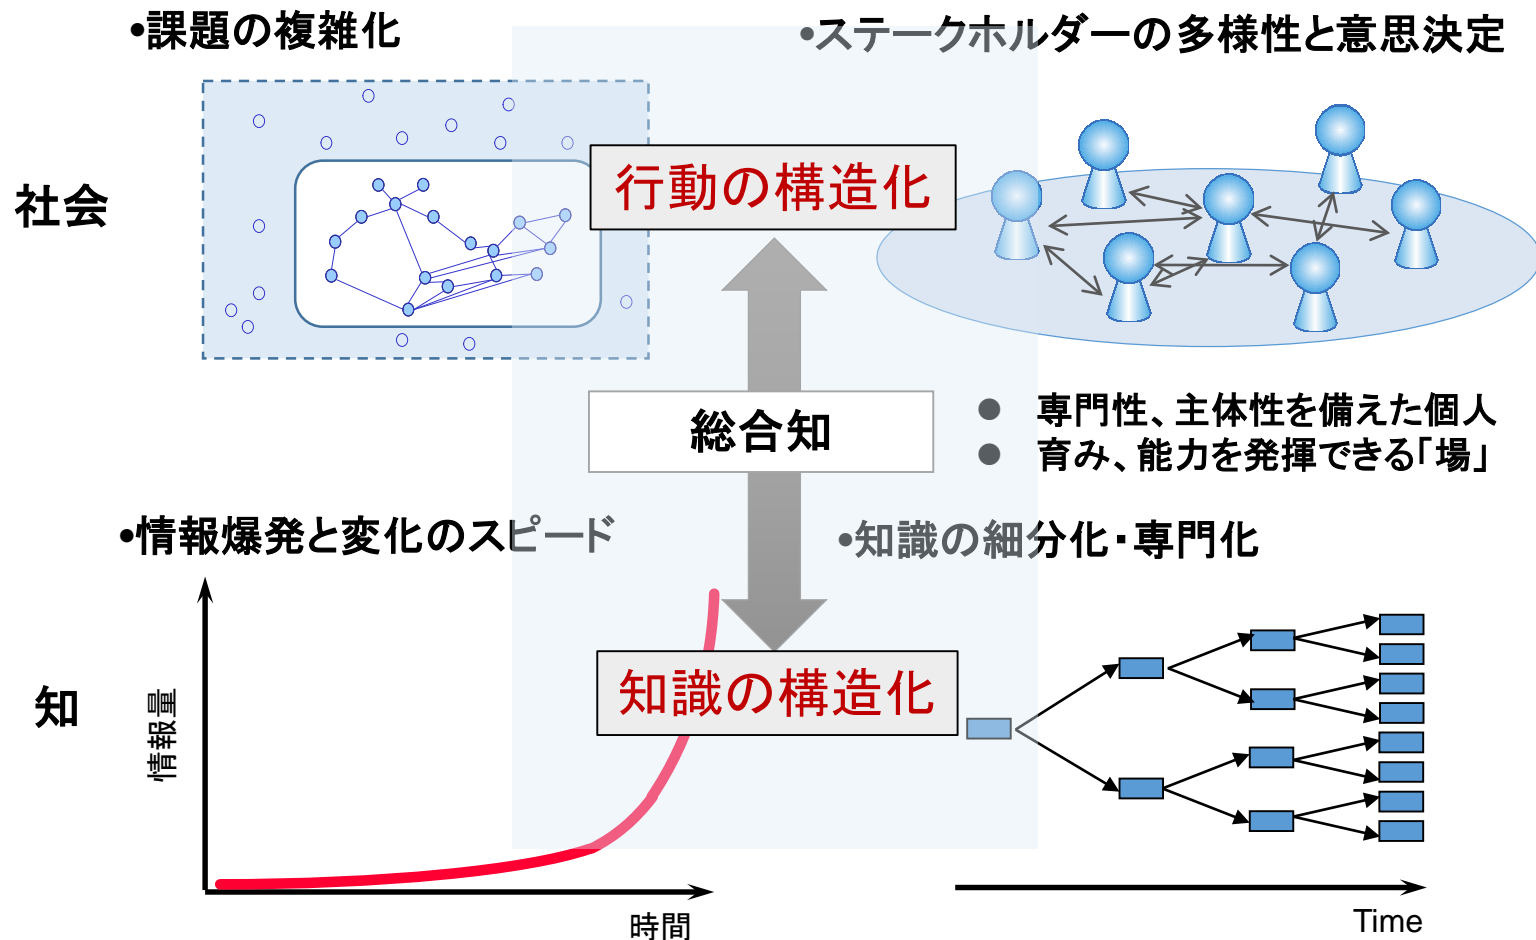 •課題の複雑化
•ステークホルダーの多様性と意思決定
社会
行動の構造化
総合知
● 専門性、主体性を備えた個人
● 育み、能力を発揮できる「場」
•情報爆発と変化のスピード
•知識の細分化・専門化
知
情報量
知識の構造化
時間
Time